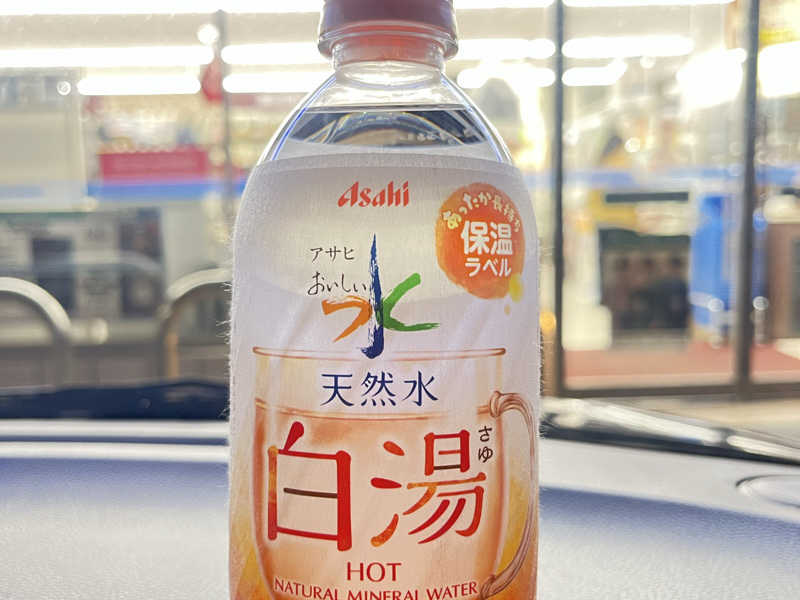 Asahi
あったか長持ち
保温
ラベル
アサヒ
おいしい
水
天然水
白湯
さゆ
HOT
NATURAL MINERAL WATER